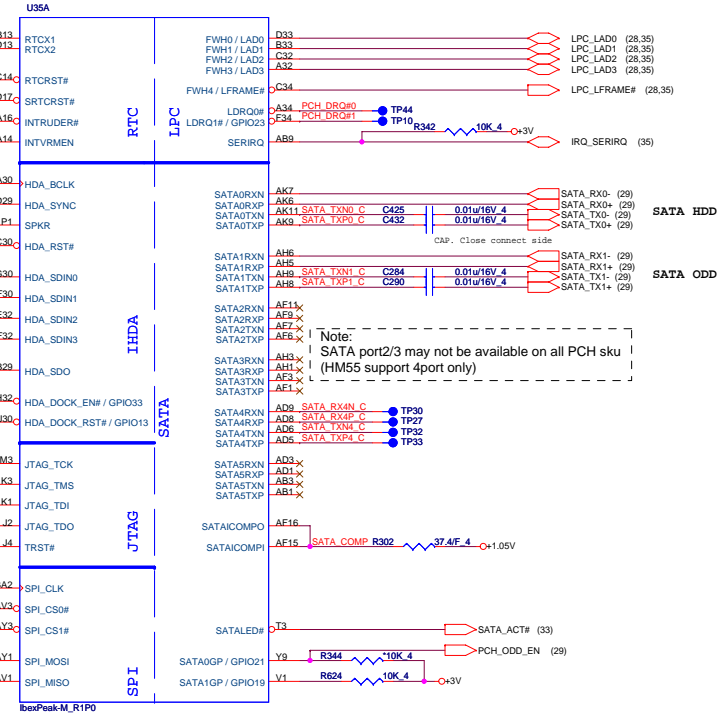 U35A
RTCX1
RTCX2
RTCRST#
SRTCRST#
INTRUDER#
INTVRMEN
RTC
LPC
FWH0 / LAD0 D33 LPC_LAD0 (28,35)
FWH1 / LAD1 B33 LPC_LAD1 (28,35)
FWH2 / LAD2 C32 LPC_LAD2 (28,35)
FWH3 / LAD3 A32 LPC_LAD3 (28,35)
FWH4 / LFRAME# C34 LPC_LFRAME# (28,35)
LDRQ0# A34 PCH_DRQ#0 TP44
LDRQ1# / GPIO23 F34 PCH_DRQ#1 TP10
R342 10K_4 +3V
SERIRQ AB9 IRQ_SERIRQ (35)
HDA_BCLK
HDA_SYNC
SPKR
HDA_RST#
HDA_SDIN0
HDA_SDIN1
HDA_SDIN2
HDA_SDIN3
HDA_SDO
HDA_DOCK_EN# / GPIO33
HDA_DOCK_RST# / GPIO13
IHDA
SATA
SATA0RXN AK7 SATA_RX0- (29)
SATA0RXP AK6 SATA_RX0+ (29)
SATA0TXN AK11 SATA_TXN0_C C425 0.01u/16V_4 SATA_TX0- (29)
SATA0TXP AK9 SATA_TXP0_C C432 0.01u/16V_4 SATA_TX0+ (29)
SATA HDD
CAP. Close connect side
SATA1RXN AH6 SATA_RX1- (29)
SATA1RXP AH5 SATA_RX1+ (29)
SATA1TXN AH9 SATA_TXN1_C C284 0.01u/16V_4 SATA_TX1- (29)
SATA1TXP AH8 SATA_TXP1_C C290 0.01u/16V_4 SATA_TX1+ (29)
SATA ODD
SATA2RXN AF11
SATA2RXP AF9
SATA2TXN AF7
SATA2TXP AF6
Note:
SATA port2/3 may not be available on all PCH sku
(HM55 support 4port only)
SATA3RXN AH3
SATA3RXP AH1
SATA3TXN AF3
SATA3TXP AF1
SATA4RXN AD9 SATA_RX4N_C TP30
SATA4RXP AD8 SATA_RX4P_C TP27
SATA4TXN AD6 SATA_TXN4_C TP32
SATA4TXP AD5 SATA_TXP4_C TP33
SATA5RXN AD3
SATA5RXP AD1
SATA5TXN AB3
SATA5TXP AB1
JTAG_TCK
JTAG_TMS
JTAG_TDI
J2 JTAG_TDO
J4 TRST#
JTAG
SATAICOMPO AF16
SATAICOMPI AF15 SATA_COMP R302 37.4/F_4 +1.05V
SPI_CLK
SPI_CS0#
SPI_CS1#
SPI_MOSI
SPI_MISO
SPI
SATALED# T3 SATA_ACT# (33)
PCH_ODD_EN (29)
SATA0GP / GPIO21 Y9 R344 *10K_4
SATA1GP / GPIO19 V1 R624 10K_4 +3V
IbexPeak-M_R1P0